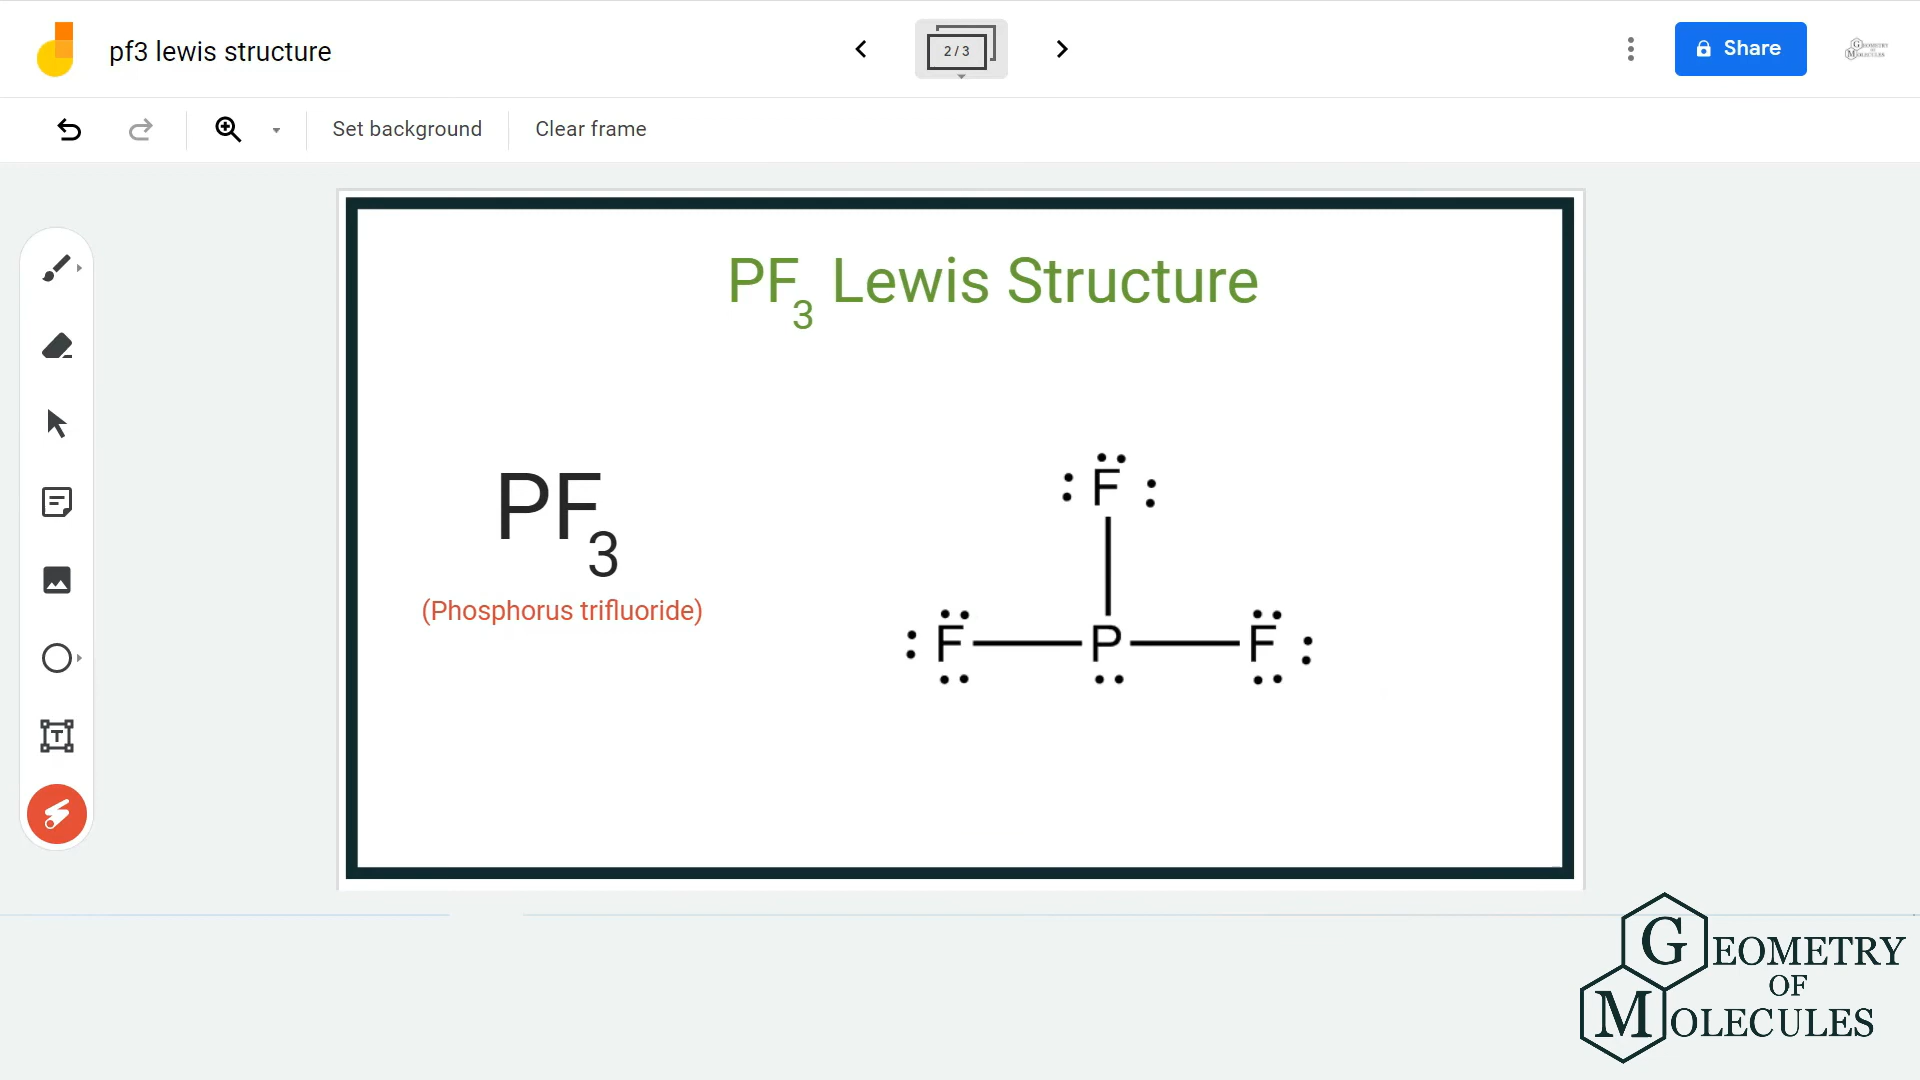 pf3 lewis structure
2 / 3
Share
Set background
Clear frame
PF3 Lewis Structure
PF3
(Phosphorus trifluoride)
F
F P F
T
GEOMETRY
OF
MOLECULES